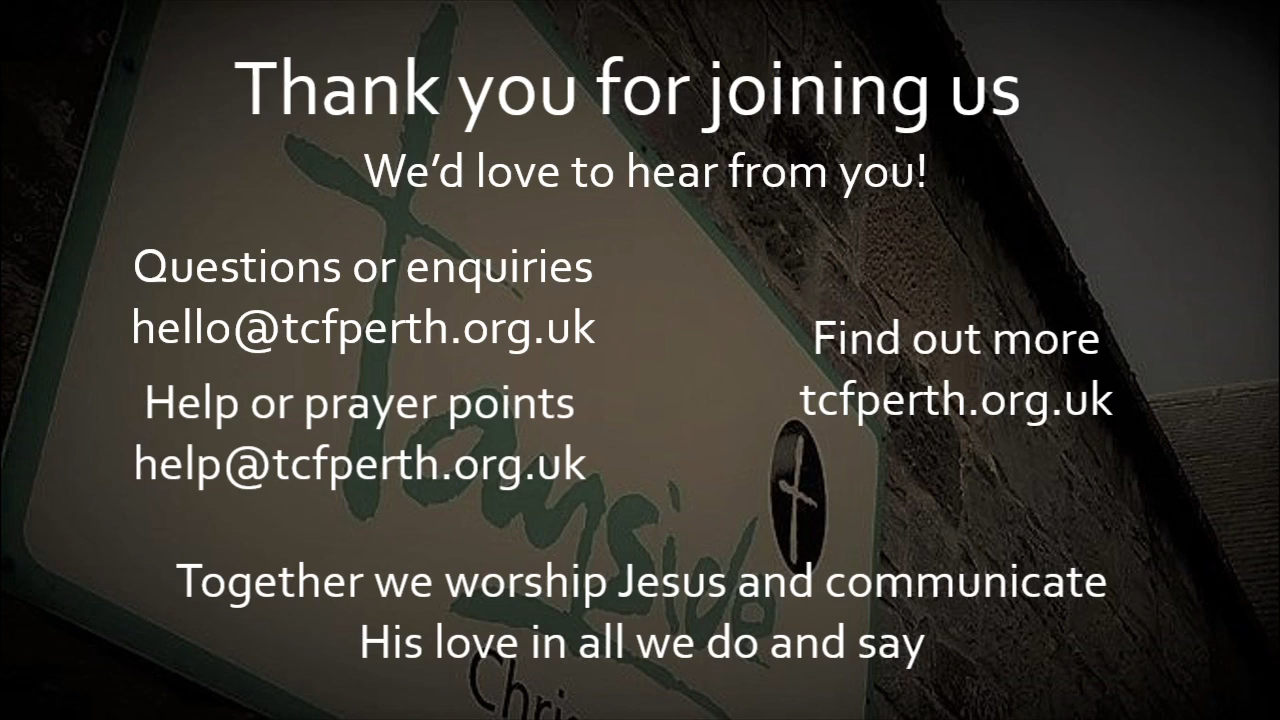 Thank you for joining us
We’d love to hear from you!
Questions or enquiries
hello@tcfperth.org.uk
Help or prayer points
help@tcfperth.org.uk
Find out more
tcfperth.org.uk
Together we worship Jesus and communicate
His love in all we do and say
Tayside